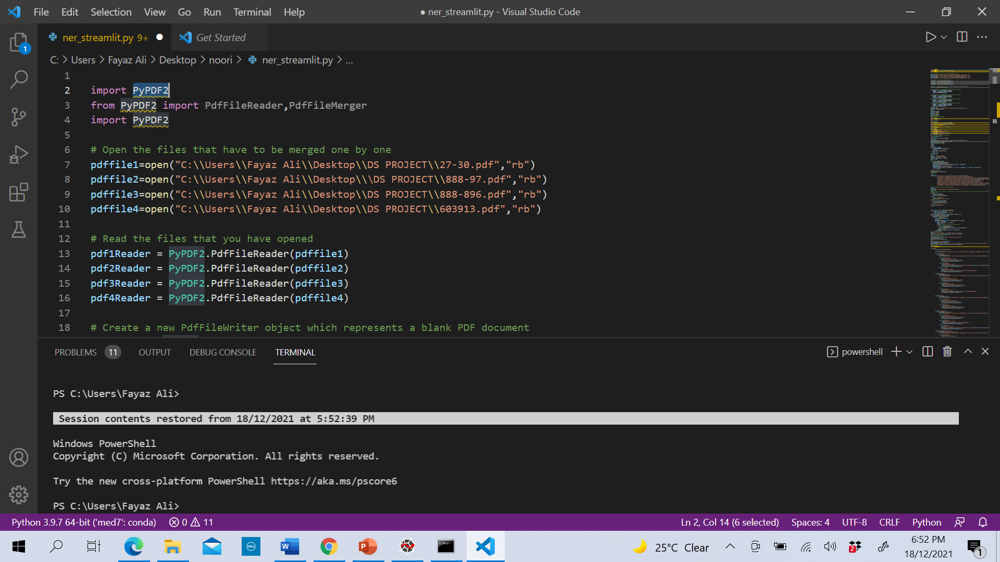 File Edit Selection View Go Run Terminal Help ● ner_streamlit.py - Visual Studio Code
ner_streamlit.py 9+ ● Get Started
1
C: > Users > Fayaz Ali > Desktop > noori > ner_streamlit.py > ...
1
2 import PyPDF2
3 from PyPDF2 import PdfFileReader,PdfFileMerger
4 import PyPDF2
5
6 # Open the files that have to be merged one by one
7 pdffile1=open("C:\\Users\\Fayaz Ali\\Desktop\\DS PROJECT\\27-30.pdf","rb")
8 pdffile2=open("C:\\Users\\Fayaz Ali\\Desktop\\\DS PROJECT\\888-97.pdf","rb")
9 pdffile3=open("C:\\Users\\Fayaz Ali\\Desktop\\DS PROJECT\\888-896.pdf","rb")
10 pdffile4=open("C:\\Users\\Fayaz Ali\\Desktop\\DS PROJECT\\603913.pdf","rb")
11
12 # Read the files that you have opened
13 pdf1Reader = PyPDF2.PdfFileReader(pdffile1)
14 pdf2Reader = PyPDF2.PdfFileReader(pdffile2)
15 pdf3Reader = PyPDF2.PdfFileReader(pdffile3)
16 pdf4Reader = PyPDF2.PdfFileReader(pdffile4)
17
18 # Create a new PdfFileWriter object which represents a blank PDF document
PROBLEMS 11 OUTPUT DEBUG CONSOLE TERMINAL powershell
PS C:\Users\Fayaz Ali>
Session contents restored from 18/12/2021 at 5:52:39 PM
Windows PowerShell
Copyright (C) Microsoft Corporation. All rights reserved.
Try the new cross-platform PowerShell https://aka.ms/pscore6
PS C:\Users\Fayaz Ali>
Python 3.9.7 64-bit ('med7': conda) 0 11 Ln 2, Col 14 (6 selected) Spaces: 4 UTF-8 CRLF Python
25°C Clear 2 6:52 PM
18/12/2021 1